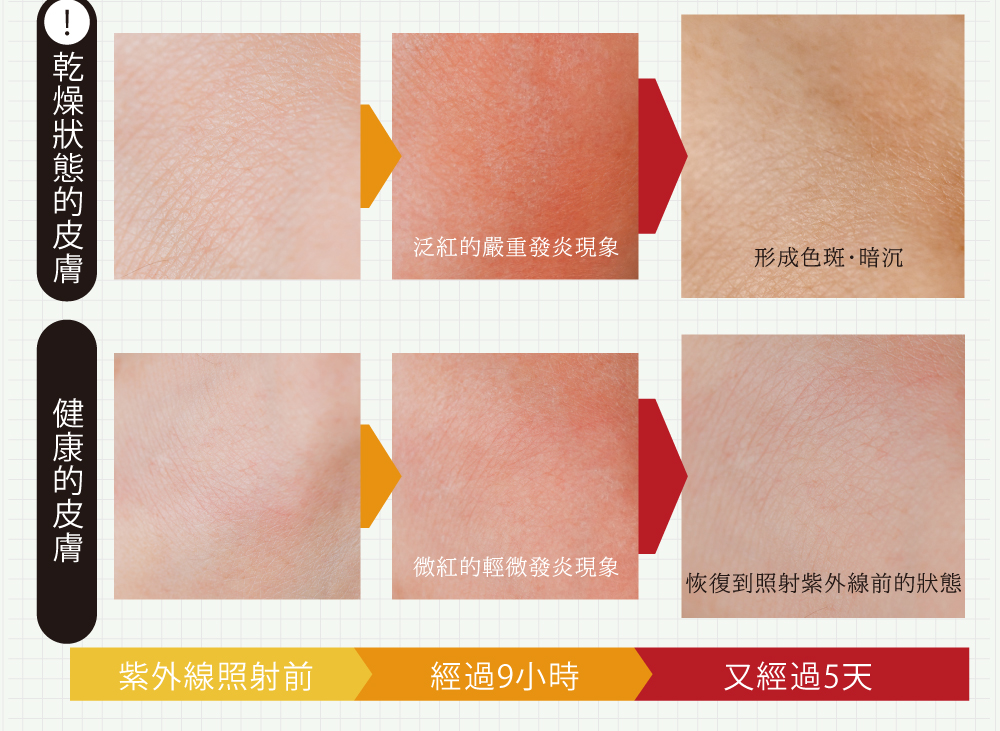 !
乾燥狀態的皮膚
泛紅的嚴重發炎現象
形成色斑·暗沉
健康的皮膚
微紅的輕微發炎現象
恢復到照射紫外線前的狀態
紫外線照射前
經過9小時
又經過5天